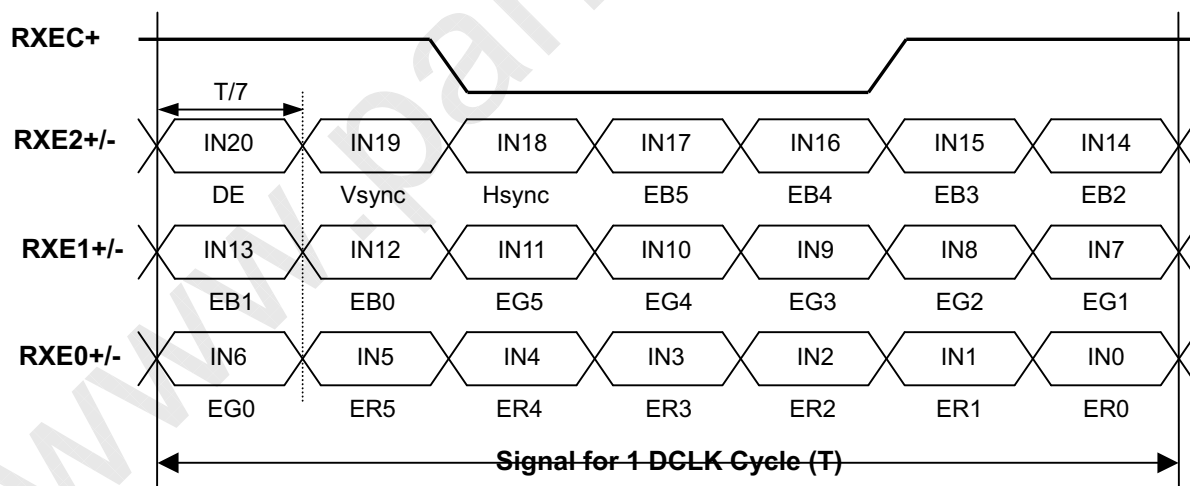 RXEC+
T/7
RXE2+/- IN20 IN19 IN18 IN17 IN16 IN15 IN14
DE Vsync Hsync EB5 EB4 EB3 EB2
RXE1+/- IN13 IN12 IN11 IN10 IN9 IN8 IN7
EB1 EB0 EG5 EG4 EG3 EG2 EG1
RXE0+/- IN6 IN5 IN4 IN3 IN2 IN1 IN0
EG0 ER5 ER4 ER3 ER2 ER1 ER0
Signal for 1 DCLK Cycle (T)